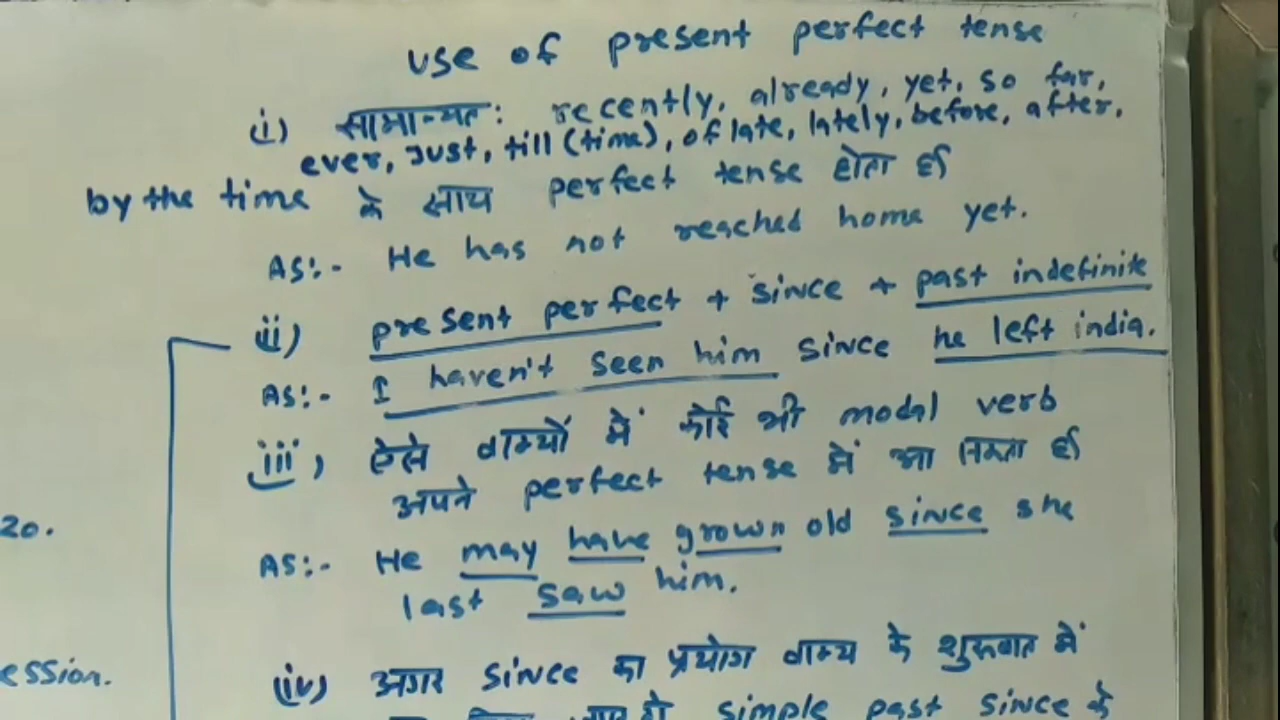 use of present perfect tense
i) सामान्यत: recently, already, yet, so far,
ever, Just, till (time), of late, lately, before, after,
by the time के साथ perfect tense होता है
As:- He has not reached home yet.
ii) present perfect + since + past indefinite
As:- I haven't seen him since he left india.
iii) ऐसे वाक्यों में कोई भी modal verb
अपने perfect tense में आ सकता है
20.
As:- He may have grown old since she
last saw him.
ession.
(iv) अगर since का प्रयोग वाक्य के शुरुवात में
simple past since के